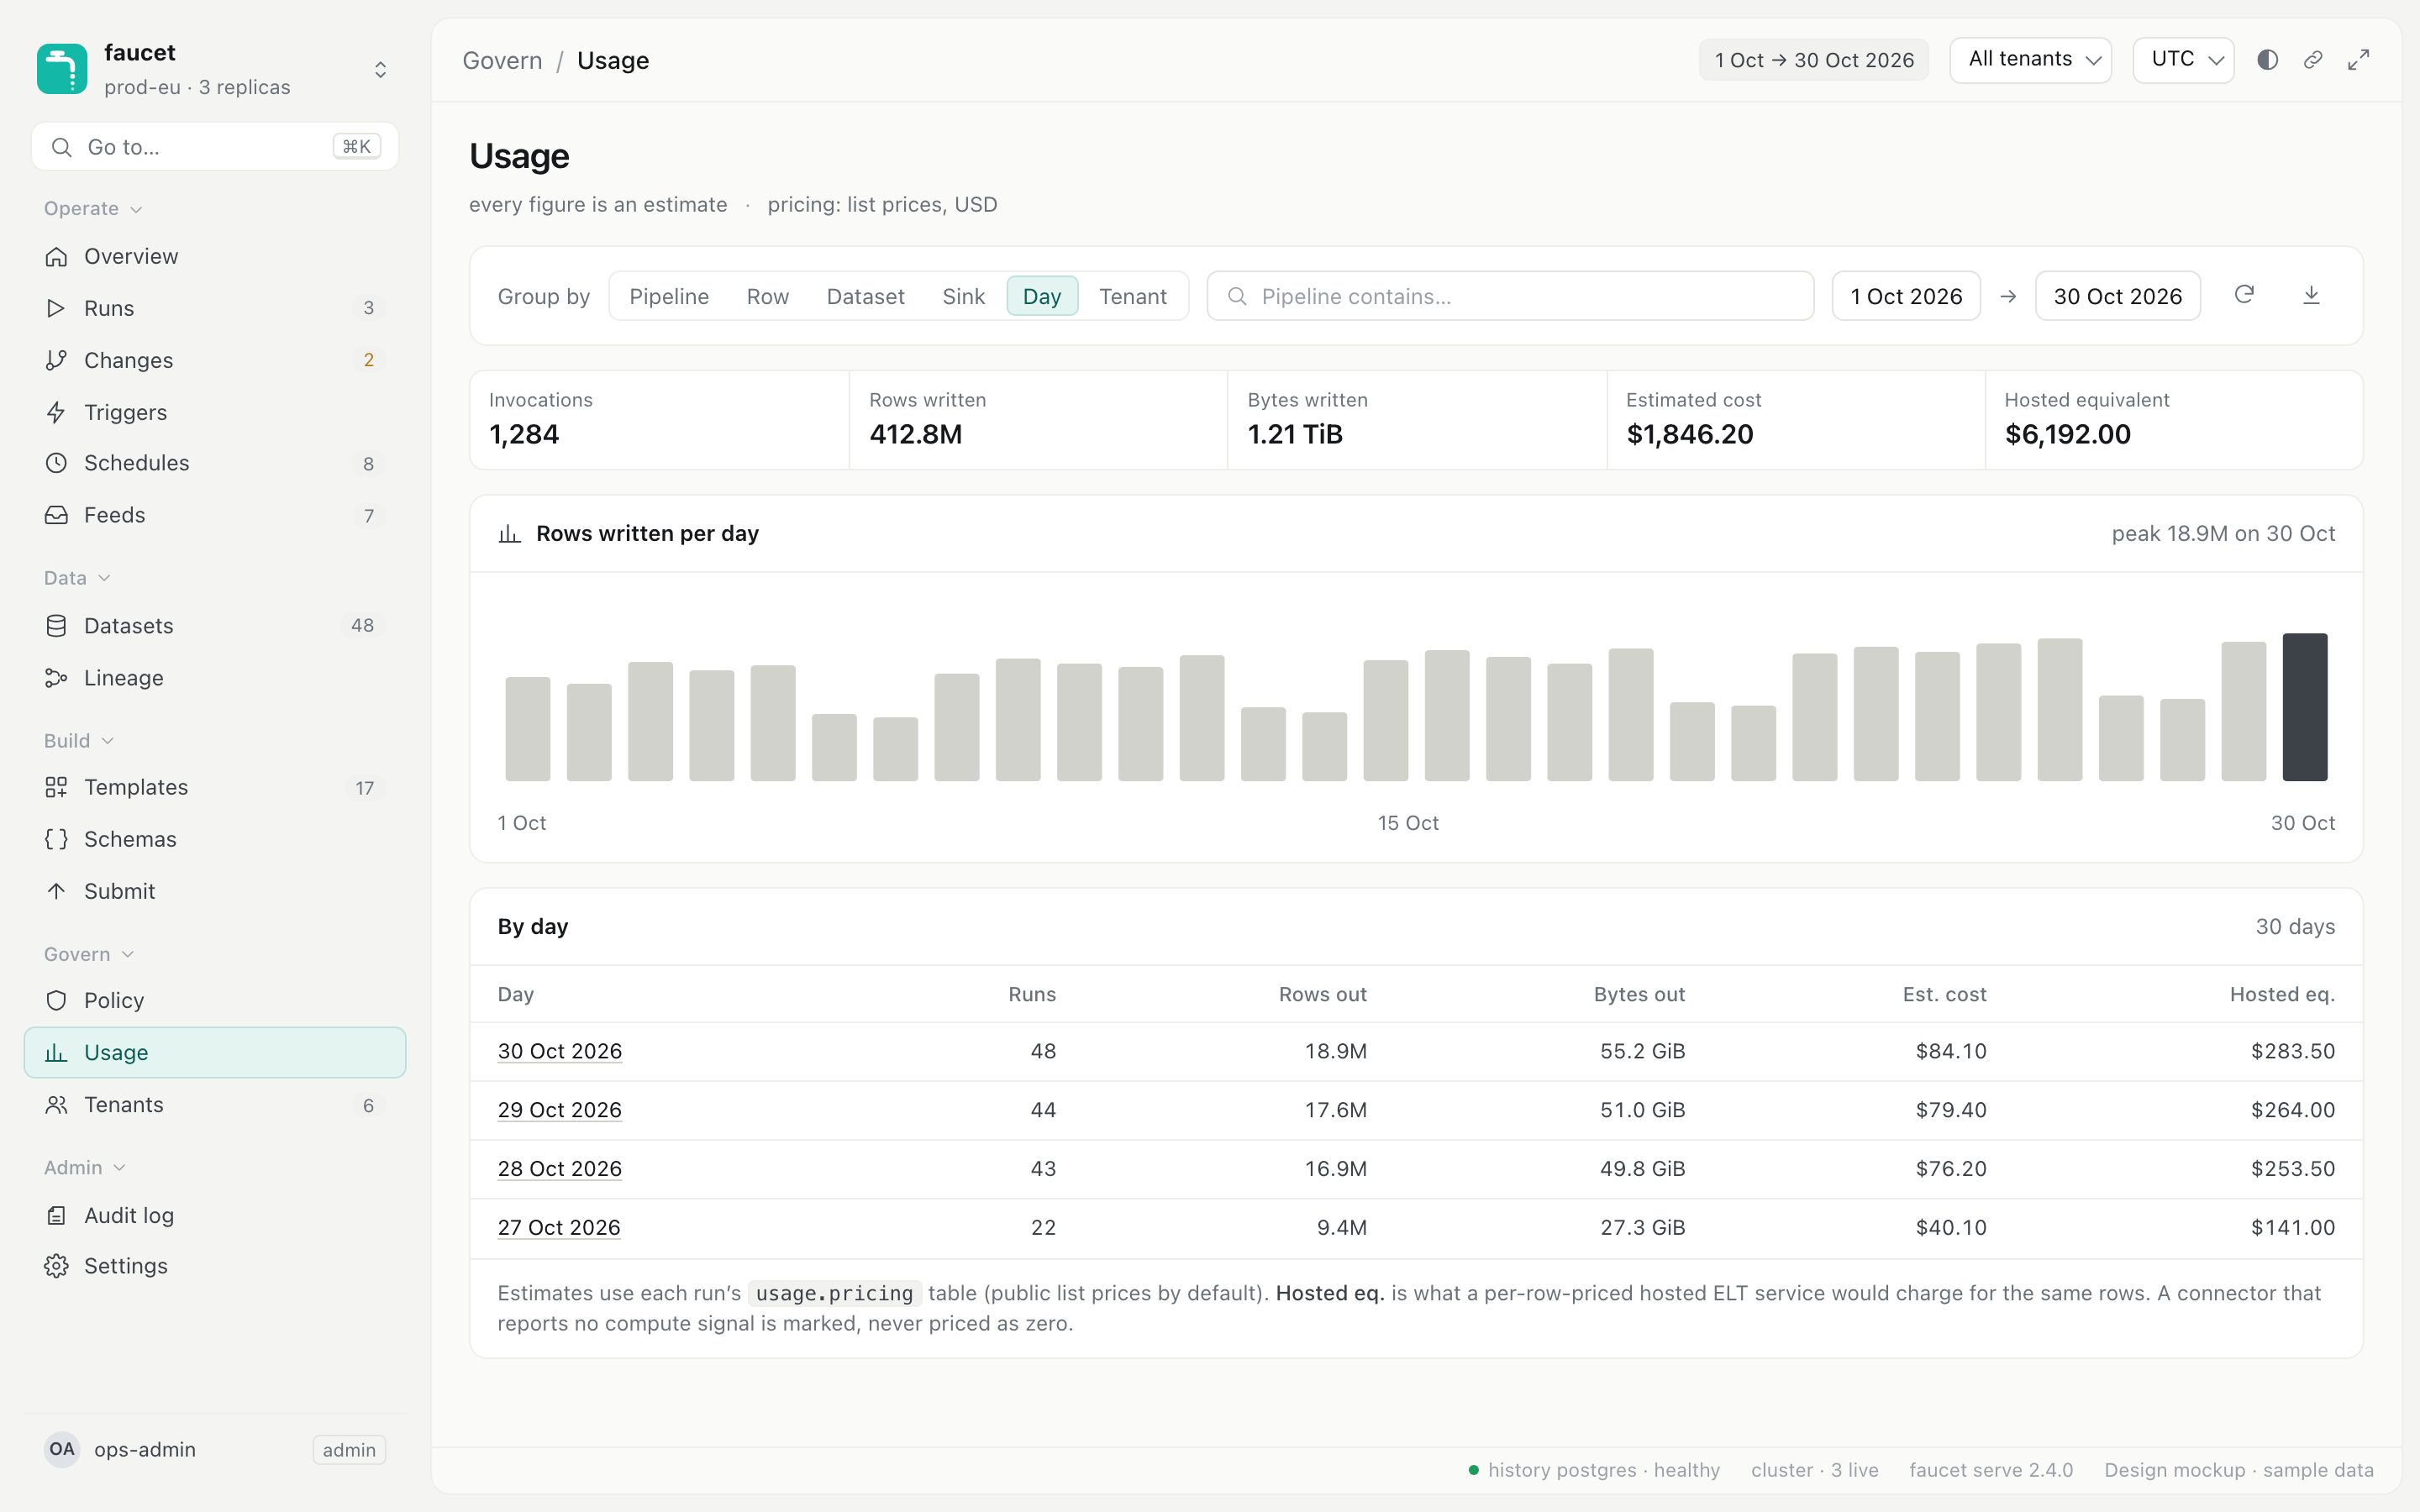 faucet
prod-eu · 3 replicas
Go to... ⌘K
Operate
Overview
Runs 3
Changes 2
Triggers
Schedules 8
Feeds 7
Data
Datasets 48
Lineage
Build
Templates 17
Schemas
Submit
Govern
Policy
Usage
Tenants 6
Admin
Audit log
Settings
OA ops-admin admin
Govern / Usage
1 Oct → 30 Oct 2026 All tenants UTC
Usage
every figure is an estimate · pricing: list prices, USD
Group by Pipeline Row Dataset Sink Day Tenant Pipeline contains... 1 Oct 2026 → 30 Oct 2026
Invocations Rows written Bytes written Estimated cost Hosted equivalent
1,284 412.8M 1.21 TiB $1,846.20 $6,192.00
Rows written per day peak 18.9M on 30 Oct
1 Oct 15 Oct 30 Oct
By day 30 days
Day Runs Rows out Bytes out Est. cost Hosted eq.
30 Oct 2026 48 18.9M 55.2 GiB $84.10 $283.50
29 Oct 2026 44 17.6M 51.0 GiB $79.40 $264.00
28 Oct 2026 43 16.9M 49.8 GiB $76.20 $253.50
27 Oct 2026 22 9.4M 27.3 GiB $40.10 $141.00
Estimates use each run’s usage.pricing table (public list prices by default). Hosted eq. is what a per-row-priced hosted ELT service would charge for the same rows. A connector that
reports no compute signal is marked, never priced as zero.
history postgres · healthy cluster · 3 live faucet serve 2.4.0 Design mockup · sample data